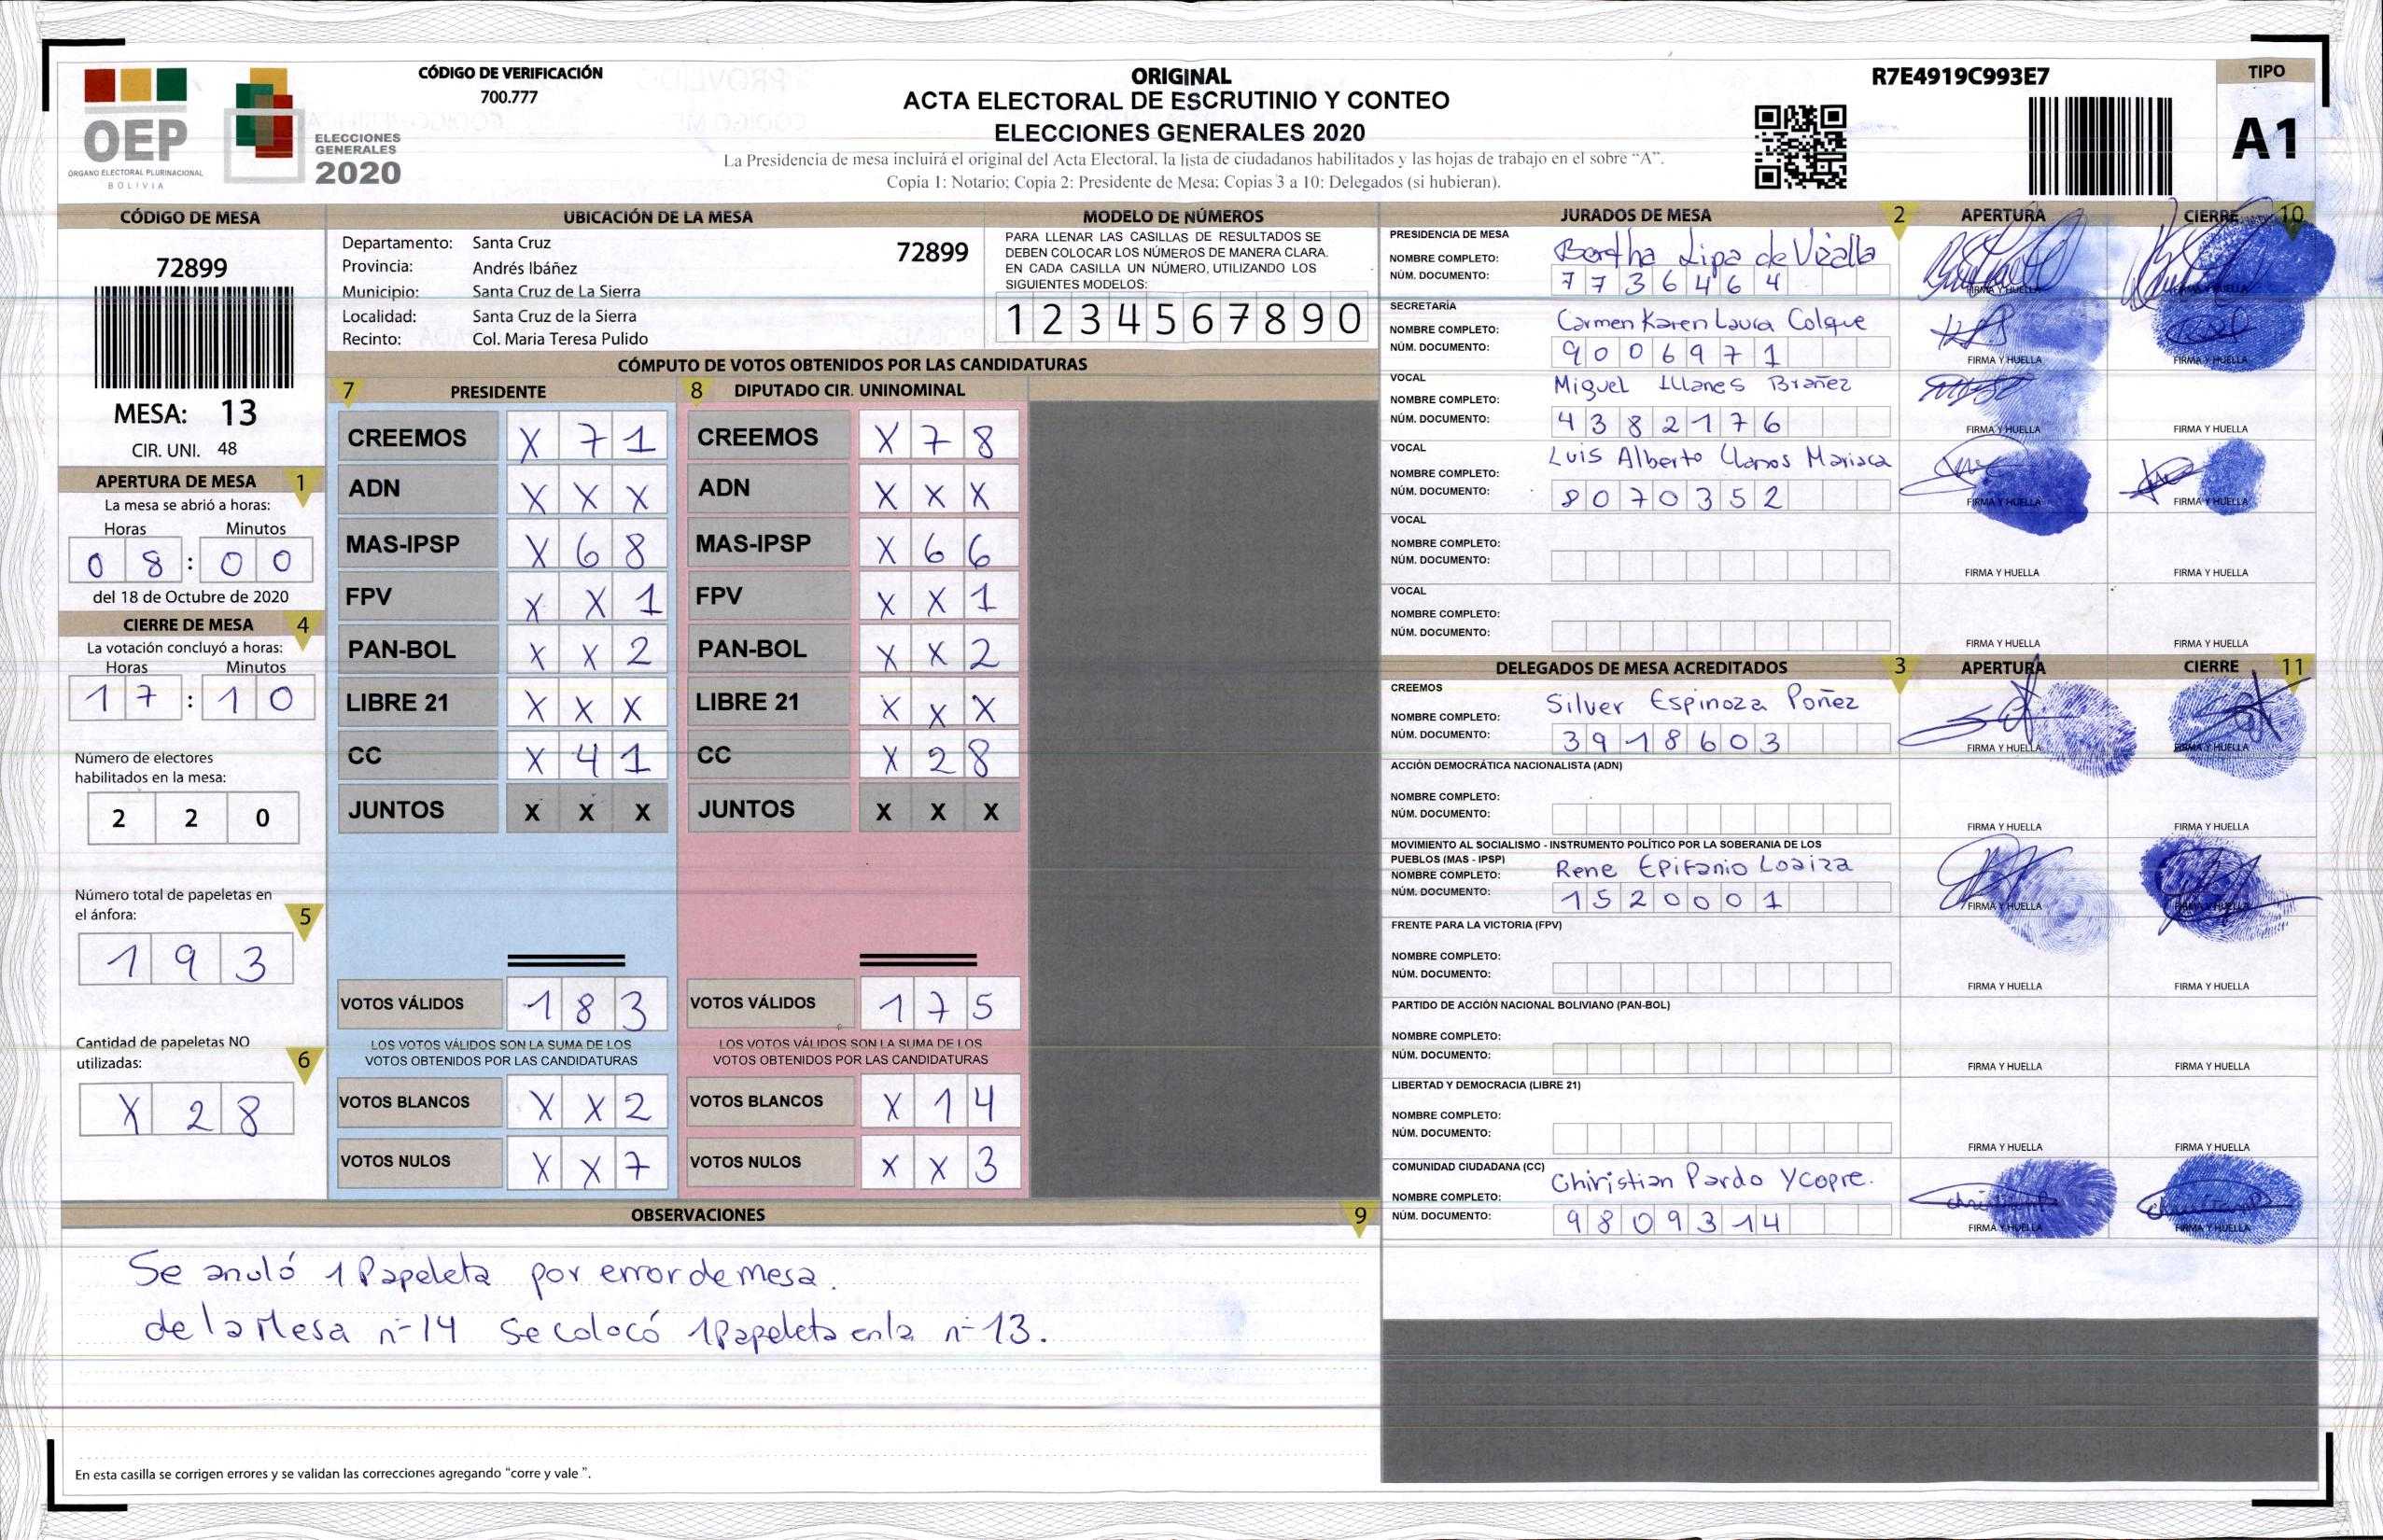 CÓDIGO DE VERIFICACIÓN
700.777
OEP
ÓRGANO ELECTORAL PLURINACIONAL
BOLIVIA
ELECCIONES
GENERALES
2020
ORIGINAL
ACTA ELECTORAL DE ESCRUTINIO Y CONTEO
ELECCIONES GENERALES 2020
La Presidencia de mesa incluirá el original del Acta Electoral, la lista de ciudadanos habilitados y las hojas de trabajo en el sobre “A”.
Copia 1: Notario; Copia 2: Presidente de Mesa; Copias 3 a 10: Delegados (si hubieran).
R7E4919C993E7
TIPO
A1
CÓDIGO DE MESA
72899
MESA: 13
CIR. UNI. 48
UBICACIÓN DE LA MESA
Departamento: Santa Cruz
72899
Provincia: Andrés Ibáñez
Municipio: Santa Cruz de La Sierra
Localidad: Santa Cruz de la Sierra
Recinto: Col. Maria Teresa Pulido
MODELO DE NÚMEROS
PARA LLENAR LAS CASILLAS DE RESULTADOS SE
DEBEN COLOCAR LOS NÚMEROS DE MANERA CLARA.
EN CADA CASILLA UN NÚMERO, UTILIZANDO LOS
SIGUIENTES MODELOS:
1 2 3 4 5 6 7 8 9 0
APERTURA DE MESA 1
La mesa se abrió a horas:
Horas Minutos
0 8 : 0 0
del 18 de Octubre de 2020
CIERRE DE MESA 4
La votación concluyó a horas:
Horas Minutos
1 7 : 1 0
Número de electores
habilitados en la mesa:
2 2 0
Número total de papeletas en
el ánfora: 5
1 9 3
Cantidad de papeletas NO
utilizadas: 6
X 2 8
CÓMPUTO DE VOTOS OBTENIDOS POR LAS CANDIDATURAS
7 PRESIDENTE
CREEMOS X 7 1
ADN X X X
MAS-IPSP X 6 8
FPV X X 1
PAN-BOL X X 2
LIBRE 21 X X X
CC X 4 1
JUNTOS X X X
VOTOS VÁLIDOS 1 8 3
LOS VOTOS VÁLIDOS SON LA SUMA DE LOS
VOTOS OBTENIDOS POR LAS CANDIDATURAS
VOTOS BLANCOS X X 2
VOTOS NULOS X X 7
8 DIPUTADO CIR. UNINOMINAL
CREEMOS X 7 8
ADN X X X
MAS-IPSP X 6 6
FPV X X 1
PAN-BOL X X 2
LIBRE 21 X X X
CC X 2 8
JUNTOS X X X
VOTOS VÁLIDOS 1 7 5
LOS VOTOS VÁLIDOS SON LA SUMA DE LOS
VOTOS OBTENIDOS POR LAS CANDIDATURAS
VOTOS BLANCOS X 1 4
VOTOS NULOS X X 3
OBSERVACIONES 9
Se anuló 1 Papeleta por error de mesa.
de la Mesa nº 14 Se colocó 1 Papeleta en la nº 13.
En esta casilla se corrigen errores y se validan las correcciones agregando “corre y vale ”.
JURADOS DE MESA 2 APERTURA CIERRE 10
PRESIDENCIA DE MESA
NOMBRE COMPLETO: Lipa de
NÚM. DOCUMENTO: 7 7 3 6 4 6 4
FIRMA Y HUELLA FIRMA Y HUELLA
SECRETARÍA
NOMBRE COMPLETO: Carmen Karen Laura Colque
NÚM. DOCUMENTO: 9 0 0 6 9 7 1
FIRMA Y HUELLA FIRMA Y HUELLA
VOCAL
NOMBRE COMPLETO: Miguel Lllanes Brañez
NÚM. DOCUMENTO: 4 3 8 2 1 7 6
FIRMA Y HUELLA FIRMA Y HUELLA
VOCAL
NOMBRE COMPLETO: Luis Alberto Llanos Marisca
NÚM. DOCUMENTO: 8 0 7 0 3 5 2
FIRMA Y HUELLA FIRMA Y HUELLA
VOCAL
NOMBRE COMPLETO:
NÚM. DOCUMENTO:
FIRMA Y HUELLA FIRMA Y HUELLA
VOCAL
NOMBRE COMPLETO:
NÚM. DOCUMENTO:
FIRMA Y HUELLA FIRMA Y HUELLA
DELEGADOS DE MESA ACREDITADOS 3 APERTURA CIERRE 11
CREEMOS
NOMBRE COMPLETO: Silver Espinoza Poñez
NÚM. DOCUMENTO: 3 9 1 8 6 0 3
FIRMA Y HUELLA FIRMA Y HUELLA
ACCIÓN DEMOCRÁTICA NACIONALISTA (ADN)
NOMBRE COMPLETO:
NÚM. DOCUMENTO:
FIRMA Y HUELLA FIRMA Y HUELLA
MOVIMIENTO AL SOCIALISMO - INSTRUMENTO POLÍTICO POR LA SOBERANIA DE LOS
PUEBLOS (MAS - IPSP)
NOMBRE COMPLETO: Rene Epifanio Loaiza
NÚM. DOCUMENTO: 1 5 2 0 0 0 1
FIRMA Y HUELLA FIRMA Y HUELLA
FRENTE PARA LA VICTORIA (FPV)
NOMBRE COMPLETO:
NÚM. DOCUMENTO:
FIRMA Y HUELLA FIRMA Y HUELLA
PARTIDO DE ACCIÓN NACIONAL BOLIVIANO (PAN-BOL)
NOMBRE COMPLETO:
NÚM. DOCUMENTO:
FIRMA Y HUELLA FIRMA Y HUELLA
LIBERTAD Y DEMOCRACIA (LIBRE 21)
NOMBRE COMPLETO:
NÚM. DOCUMENTO:
FIRMA Y HUELLA FIRMA Y HUELLA
COMUNIDAD CIUDADANA (CC)
NOMBRE COMPLETO: Chiristian Pardo Ycopre.
NÚM. DOCUMENTO: 9 8 0 9 3 1 4
FIRMA Y HUELLA FIRMA Y HUELLA